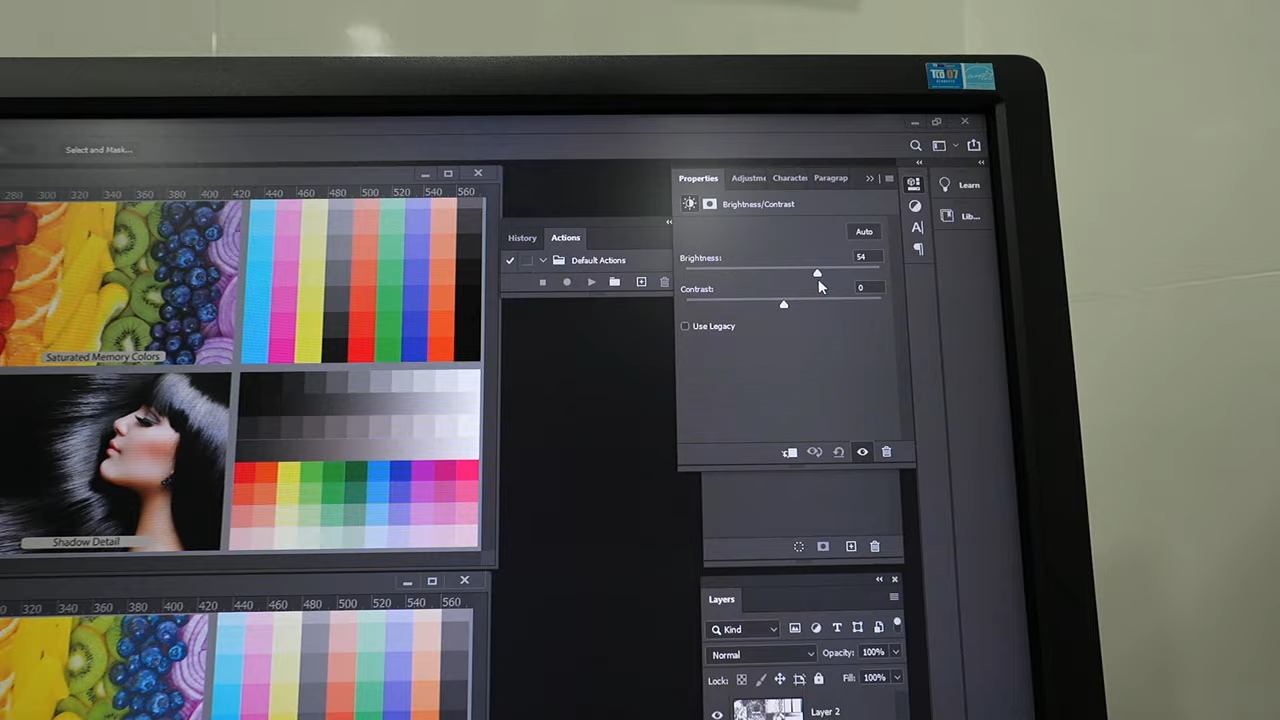 TCO 07
Select and Mask...
280 300 320 340 360 380 400 420 440 460 480 500 520 540 560
Properties Adjustme Characte Paragrap
Learn
Brightness/Contrast
Lib...
Auto
History Actions
Brightness: 54
Default Actions
Contrast: 0
Use Legacy
Saturated Memory Colors
Shadow Detail
Layers
320 340 360 380 400 420 440 460 480 500 520 540 560
Kind
Normal Opacity: 100%
Lock: Fill: 100%
Layer 2